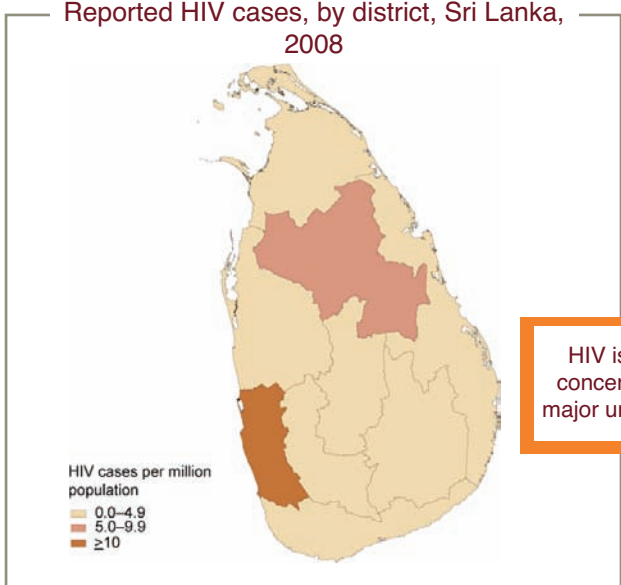 Reported HIV cases, by district, Sri Lanka,
2008
HIV is
concer
major ur
HIV cases per million
population
0.0–4.9
5.0–9.9
≥10